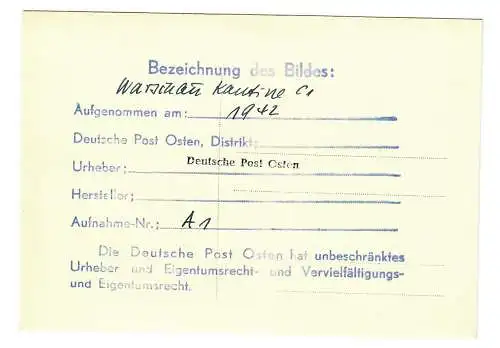 Bezeichnung des Bildes:
Warschau Kantine C1
Aufgenommen am: 1942
Deutsche Post Osten, Distrikt:
Urheber: Deutsche Post Osten
Hersteller:
Aufnahme-Nr.: A1
Die Deutsche Post Osten hat unbeschränktes
Urheber und Eigentumsrecht- und Vervielfältigungs-
und Eigentumsrecht.